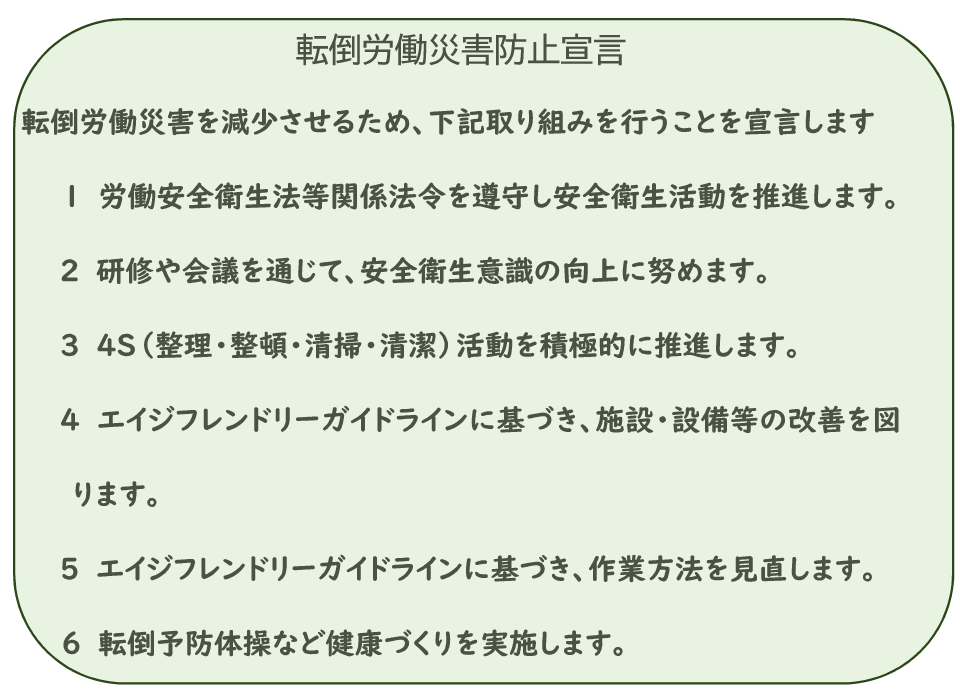 転倒労働災害防止宣言
転倒労働災害を減少させるため、下記取り組みを行うことを宣言します
1 労働安全衛生法等関係法令を遵守し安全衛生活動を推進します。
2 研修や会議を通じて、安全衛生意識の向上に努めます。
3 4S(整理・整頓・清掃・清潔)活動を積極的に推進します。
4 エイジフレンドリーガイドラインに基づき、施設・設備等の改善を図
ります。
5 エイジフレンドリーガイドラインに基づき、作業方法を見直します。
6 転倒予防体操など健康づくりを実施します。